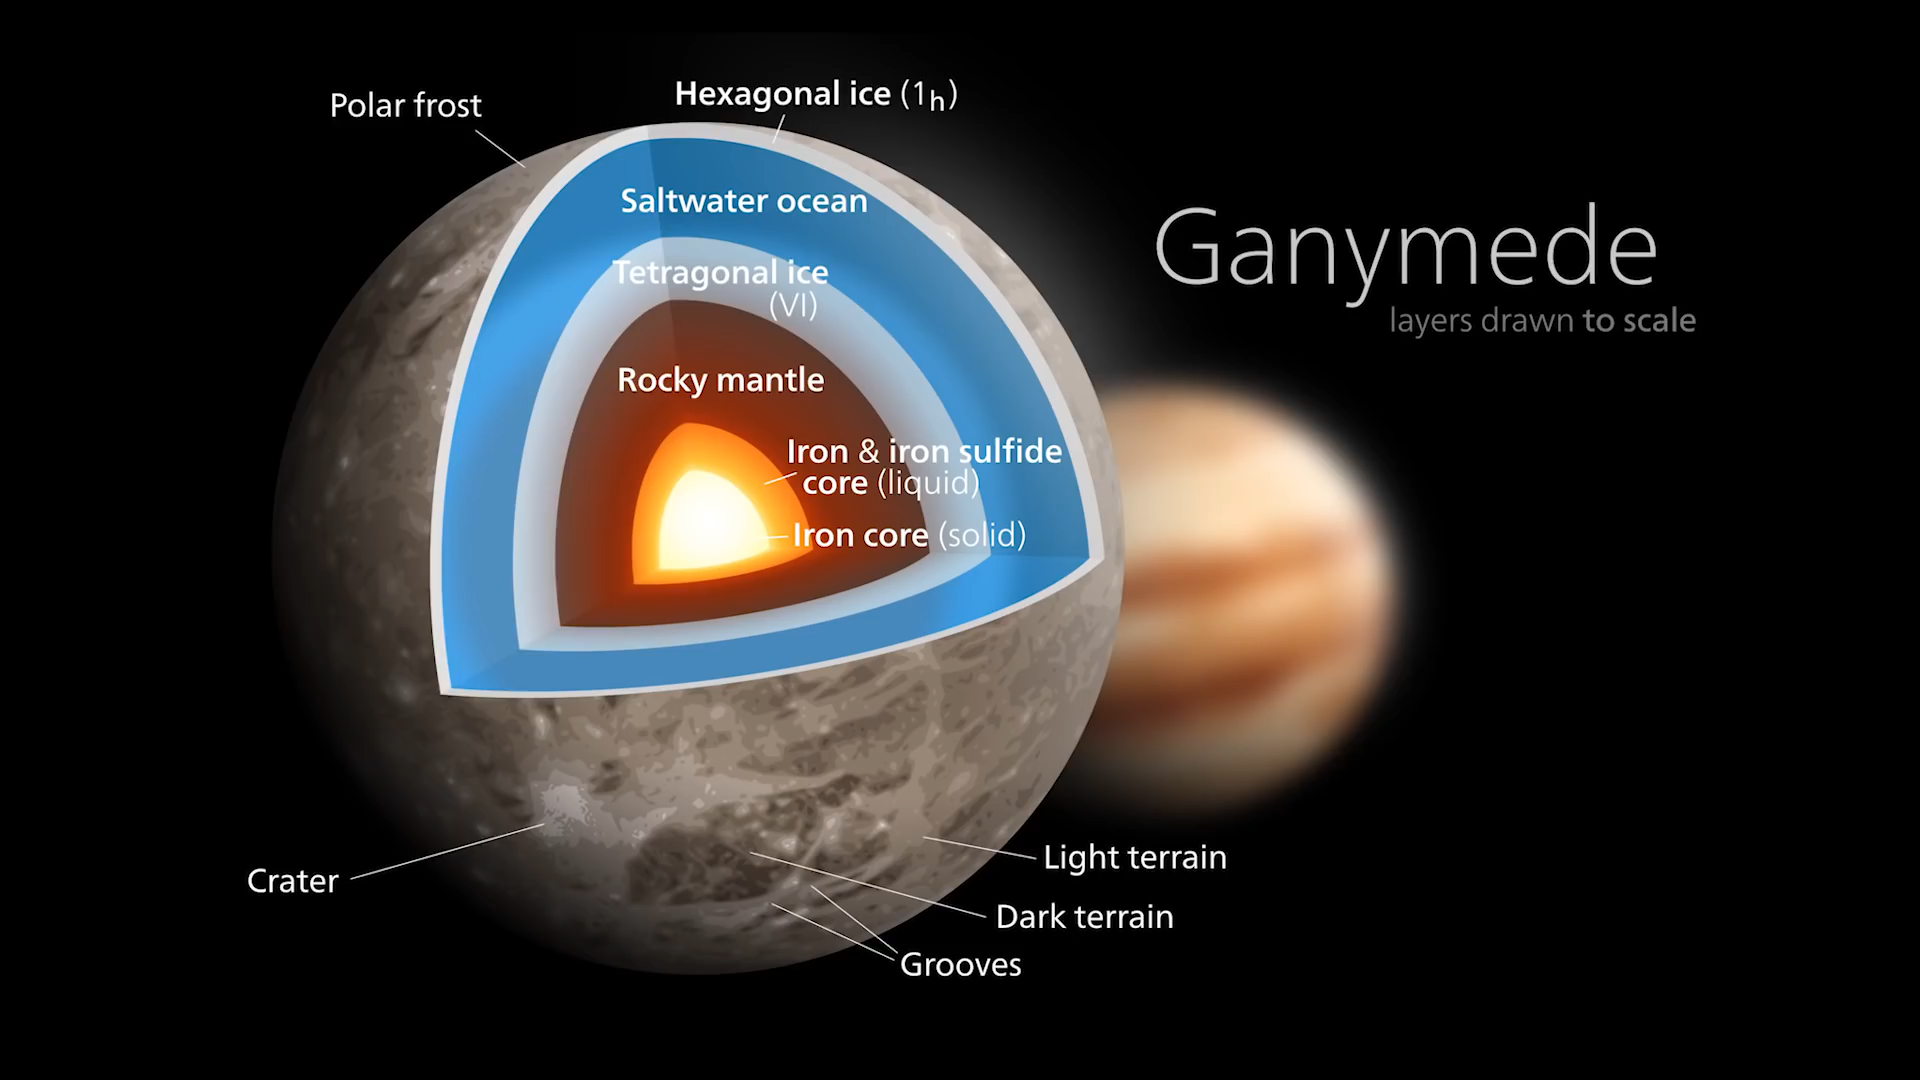 Polar frost
Hexagonal ice (1h)
Saltwater ocean
Ganymede
layers drawn to scale
Tetragonal ice
(VI)
Rocky mantle
Iron & iron sulfide
core (liquid)
Iron core (solid)
Crater
Light terrain
Dark terrain
Grooves